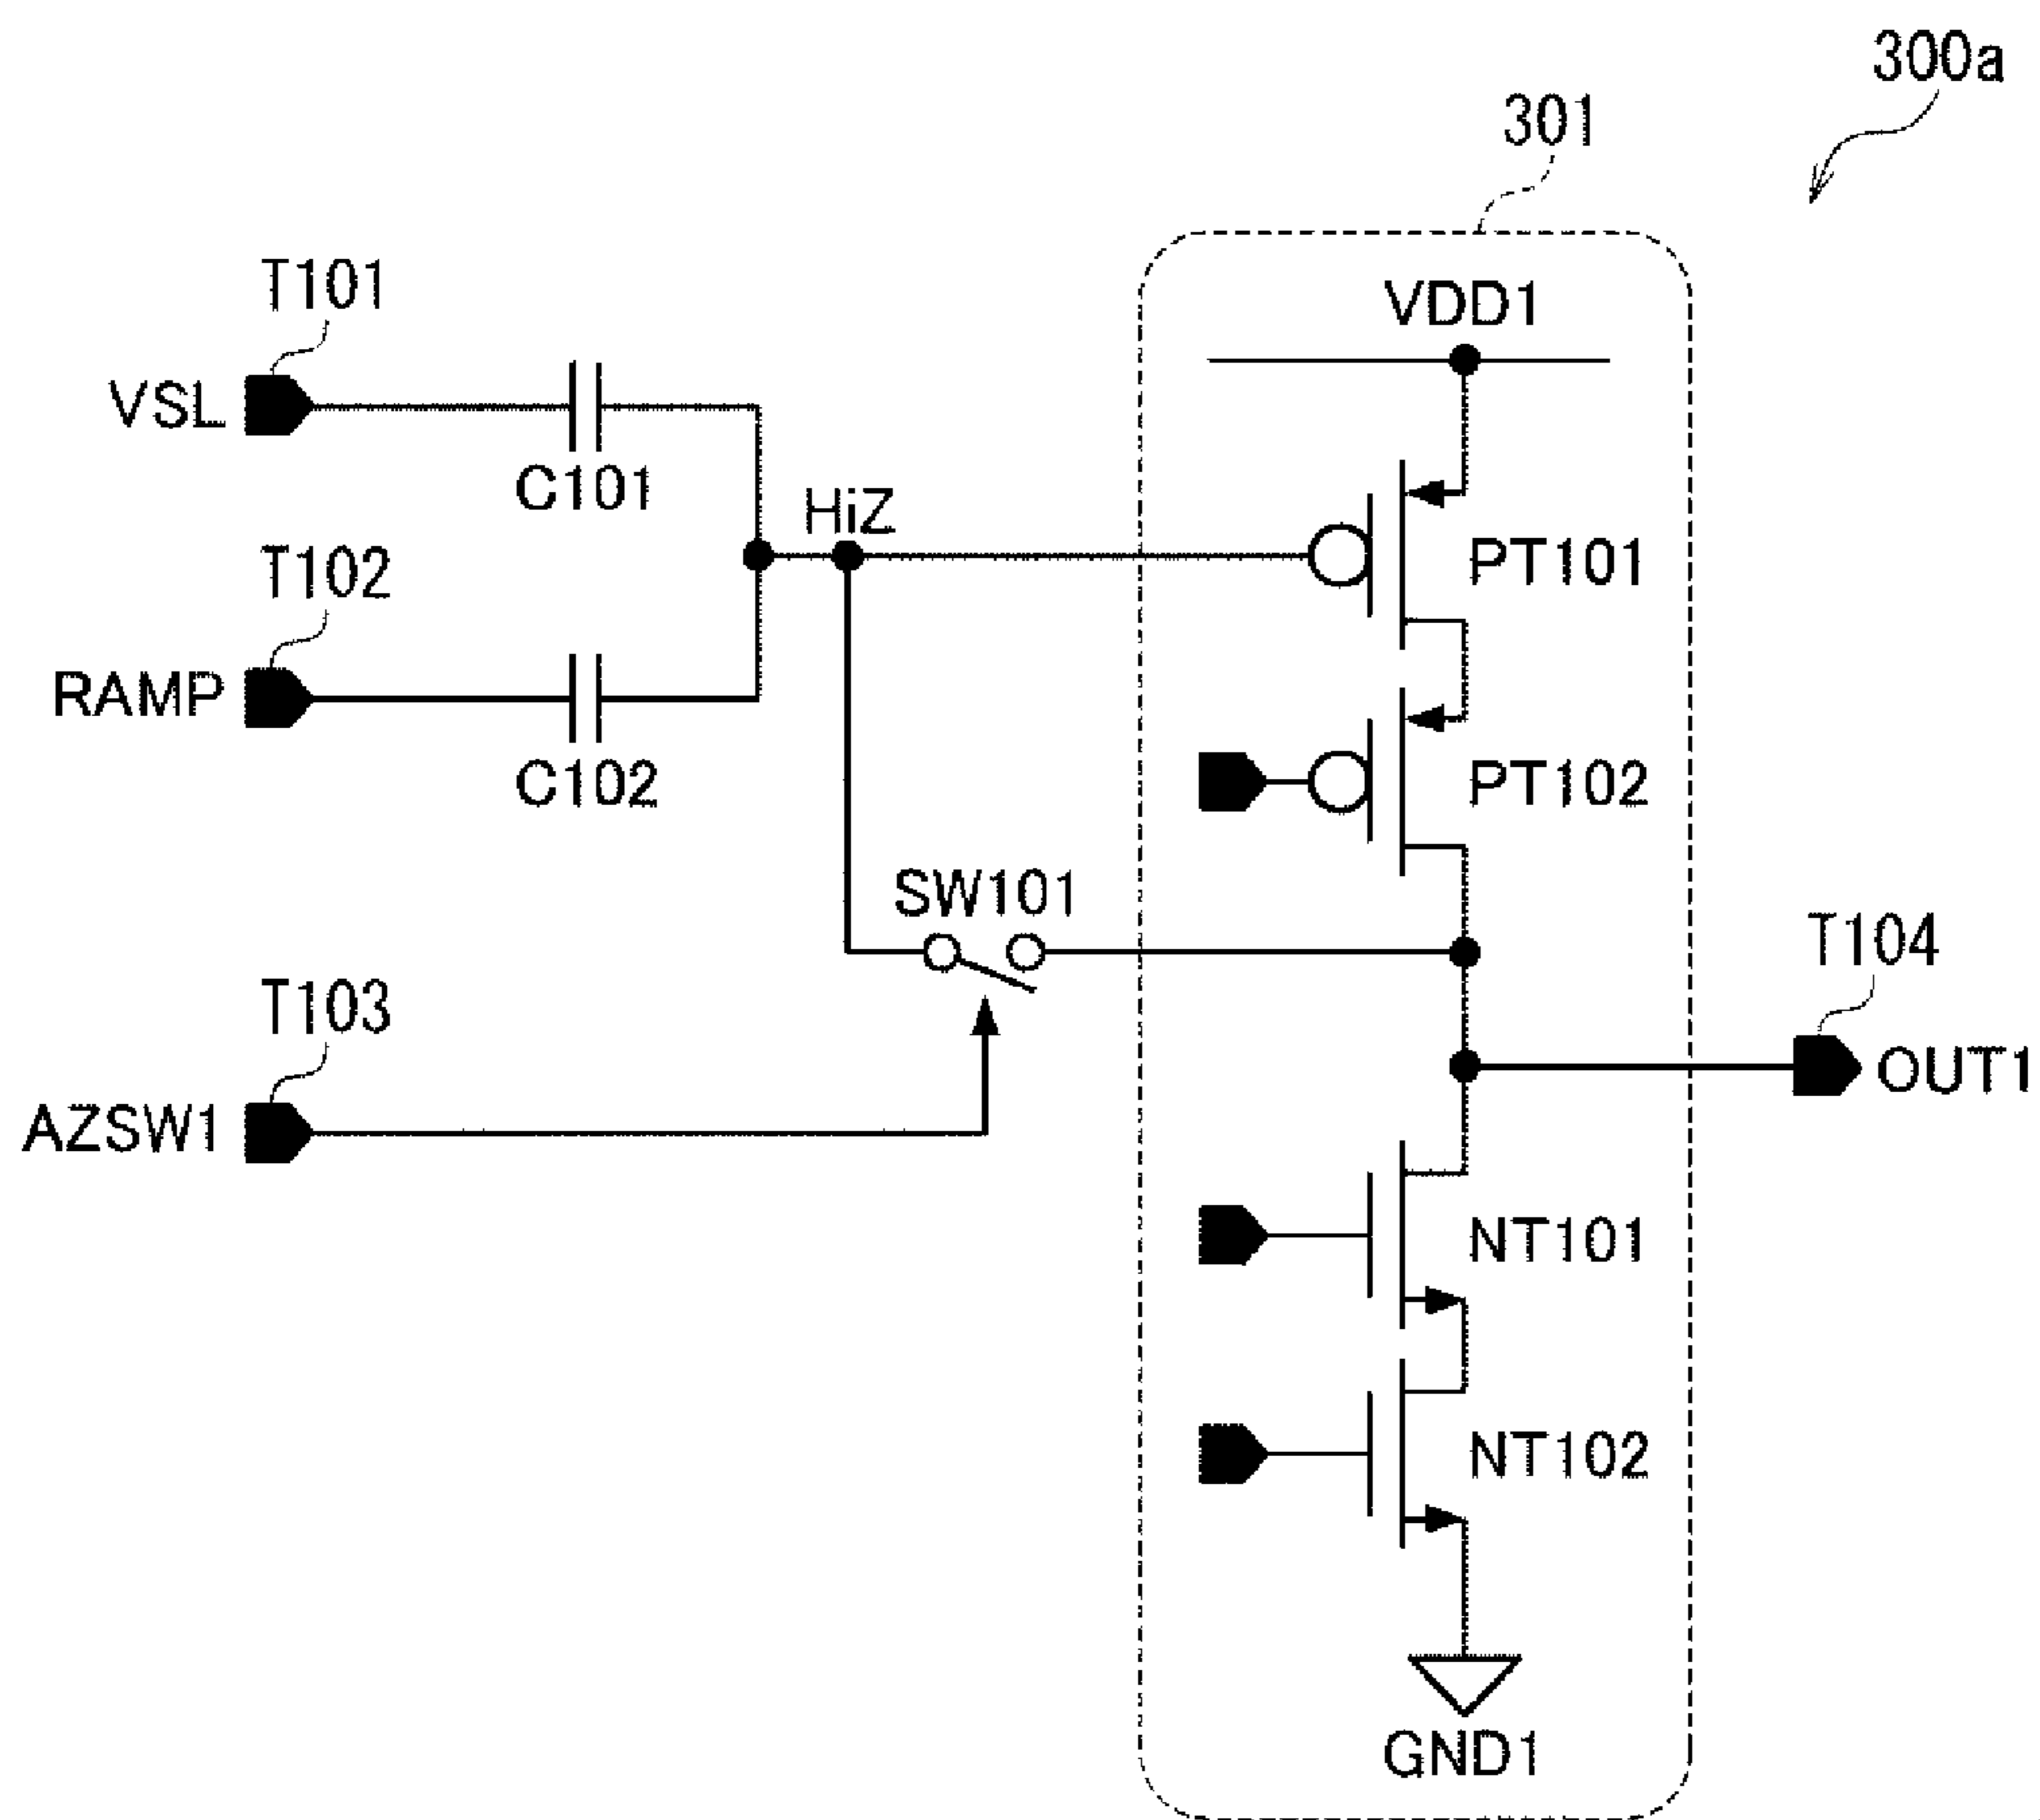 300a
301
T101
VDD1
VSL
C101
HiZ
T102
PT101
RAMP
C102
PT102
SW101
T104
T103
OUT1
AZSW1
NT101
NT102
GND1